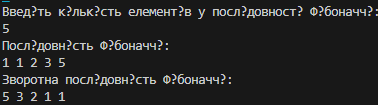 Введ?ть к?льк?сть елемент?в у посл?довност? Ф?боначч?:
5
Посл?довн?сть Ф?боначч?:
1 1 2 3 5
Зворотна посл?довн?сть Ф?боначч?:
5 3 2 1 1